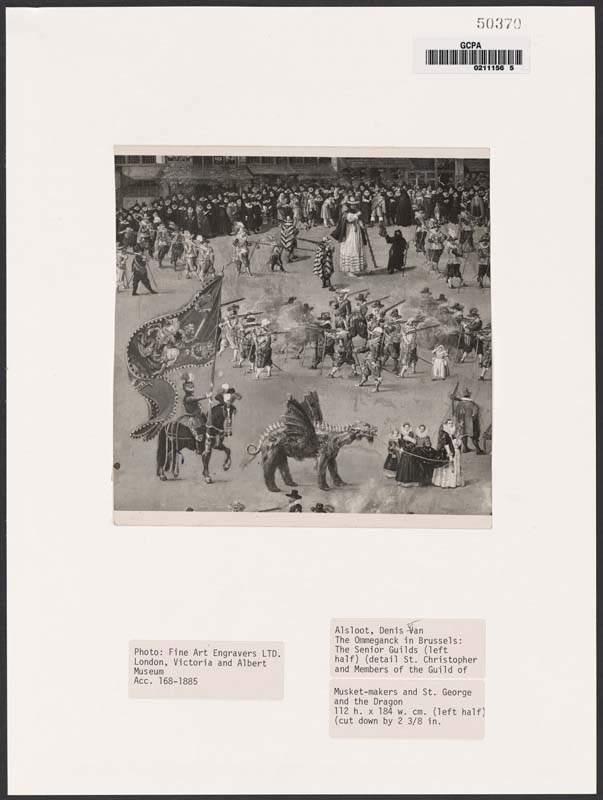 50370
GCPA
0211156 5
Photo: Fine Art Engravers LTD.
London, Victoria and Albert
Museum
Acc. 168-1885
Alsloot, Denis Van
The Ommeganck in Brussels:
The Senior Guilds (left
half) (detail St. Christopher
and Members of the Guild of
Musket-makers and St. George
and the Dragon
112 h. x 184 w. cm. (left half)
(cut down by 2 3/8 in.